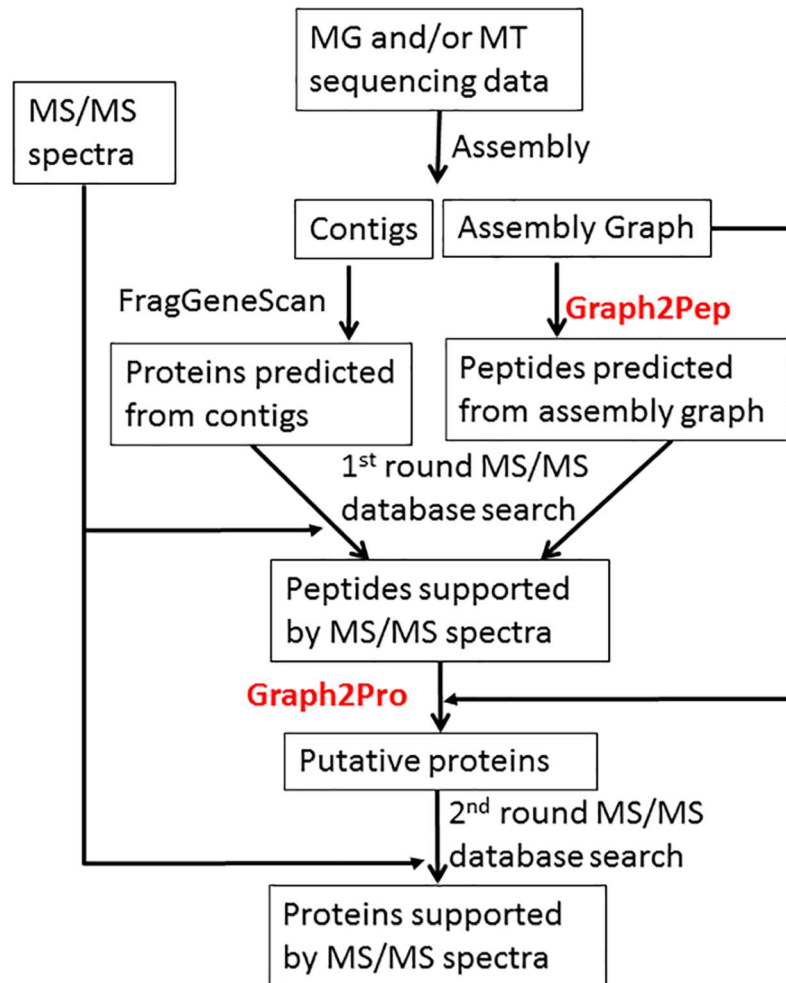 MG and/or MT
sequencing data
MS/MS
spectra
Assembly
Contigs
Assembly Graph
FragGeneScan
Graph2Pep
Proteins predicted
from contigs
Peptides predicted
from assembly graph
1st round MS/MS
database search
Peptides supported
by MS/MS spectra
Graph2Pro
Putative proteins
2nd round MS/MS
database search
Proteins supported
by MS/MS spectra